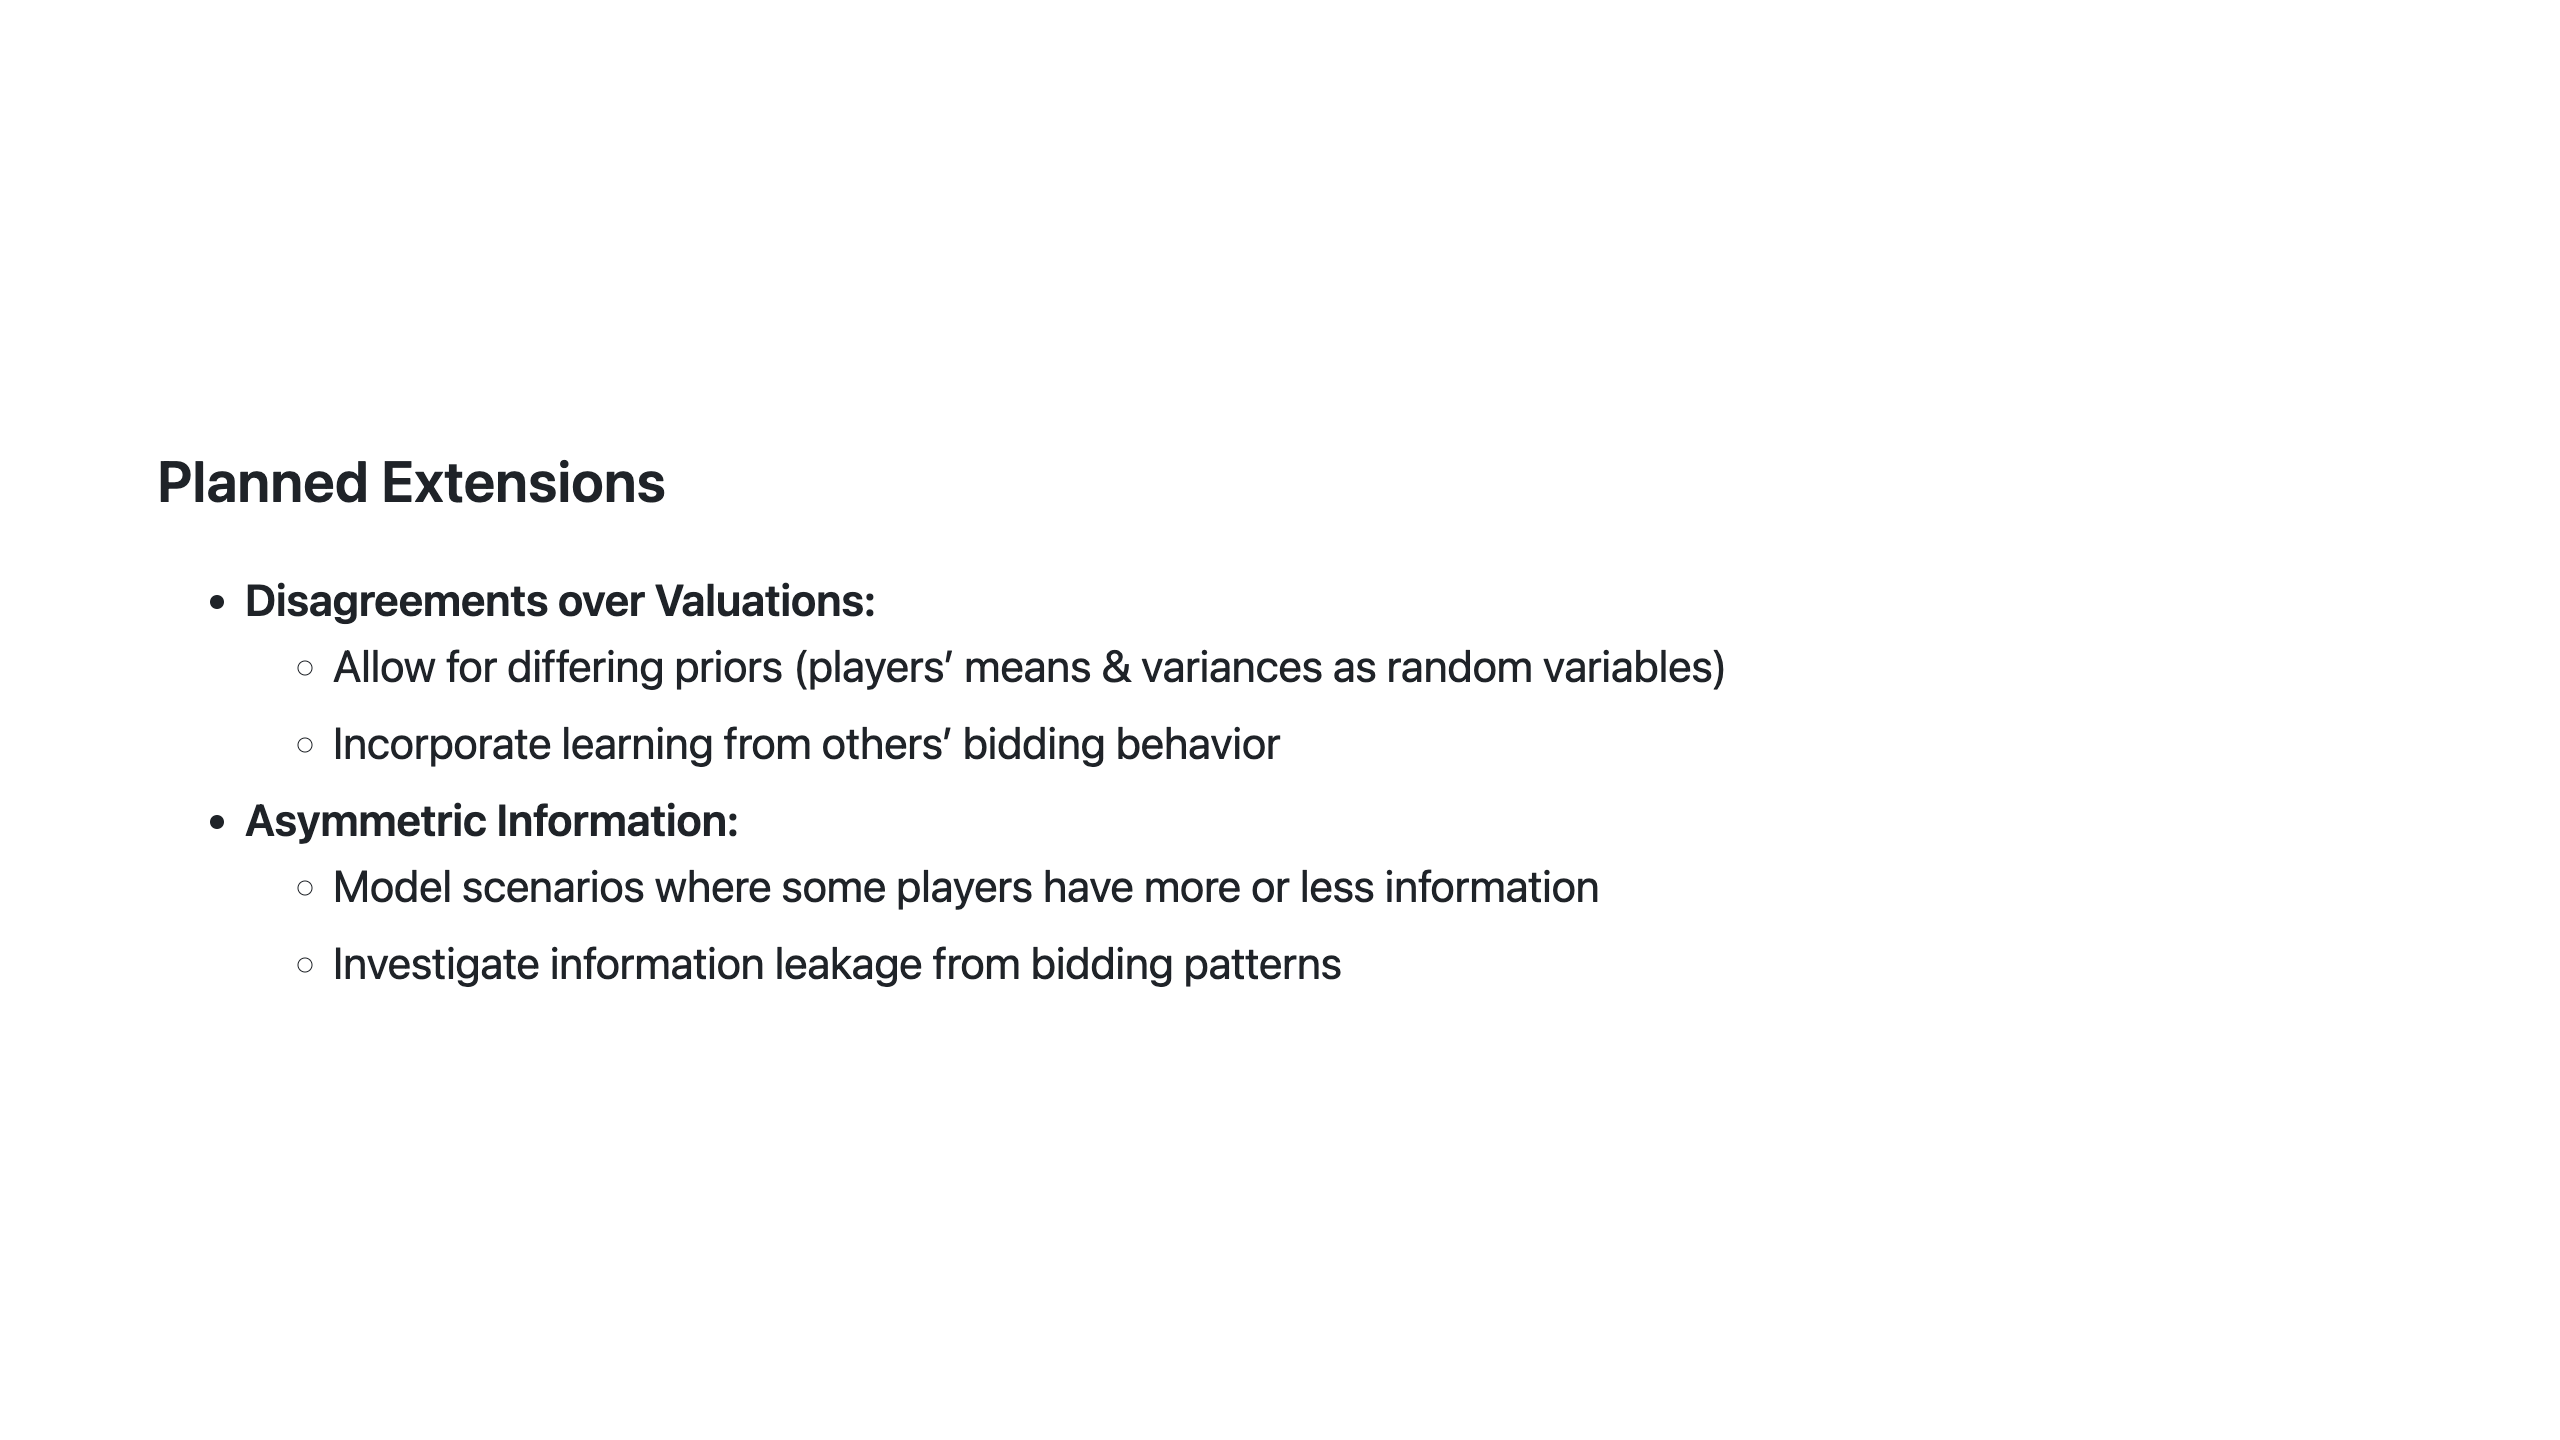 Planned Extensions
• Disagreements over Valuations:
○ Allow for differing priors (players’ means & variances as random variables)
○ Incorporate learning from others’ bidding behavior
• Asymmetric Information:
○ Model scenarios where some players have more or less information
○ Investigate information leakage from bidding patterns